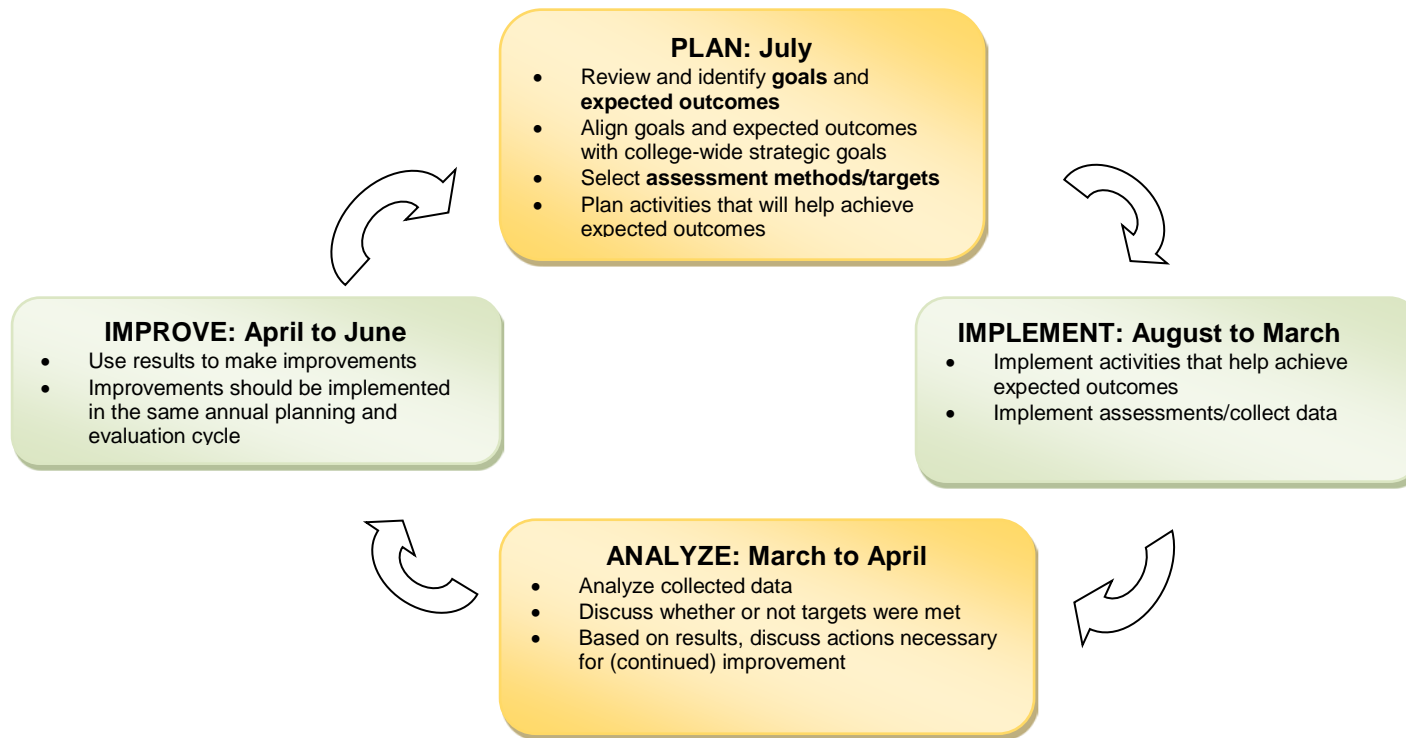 PLAN: July
• Review and identify goals and
expected outcomes
• Align goals and expected outcomes
with college-wide strategic goals
• Select assessment methods/targets
• Plan activities that will help achieve
expected outcomes
IMPROVE: April to June
• Use results to make improvements
• Improvements should be implemented
in the same annual planning and
evaluation cycle
IMPLEMENT: August to March
• Implement activities that help achieve
expected outcomes
• Implement assessments/collect data
ANALYZE: March to April
• Analyze collected data
• Discuss whether or not targets were met
• Based on results, discuss actions necessary
for (continued) improvement